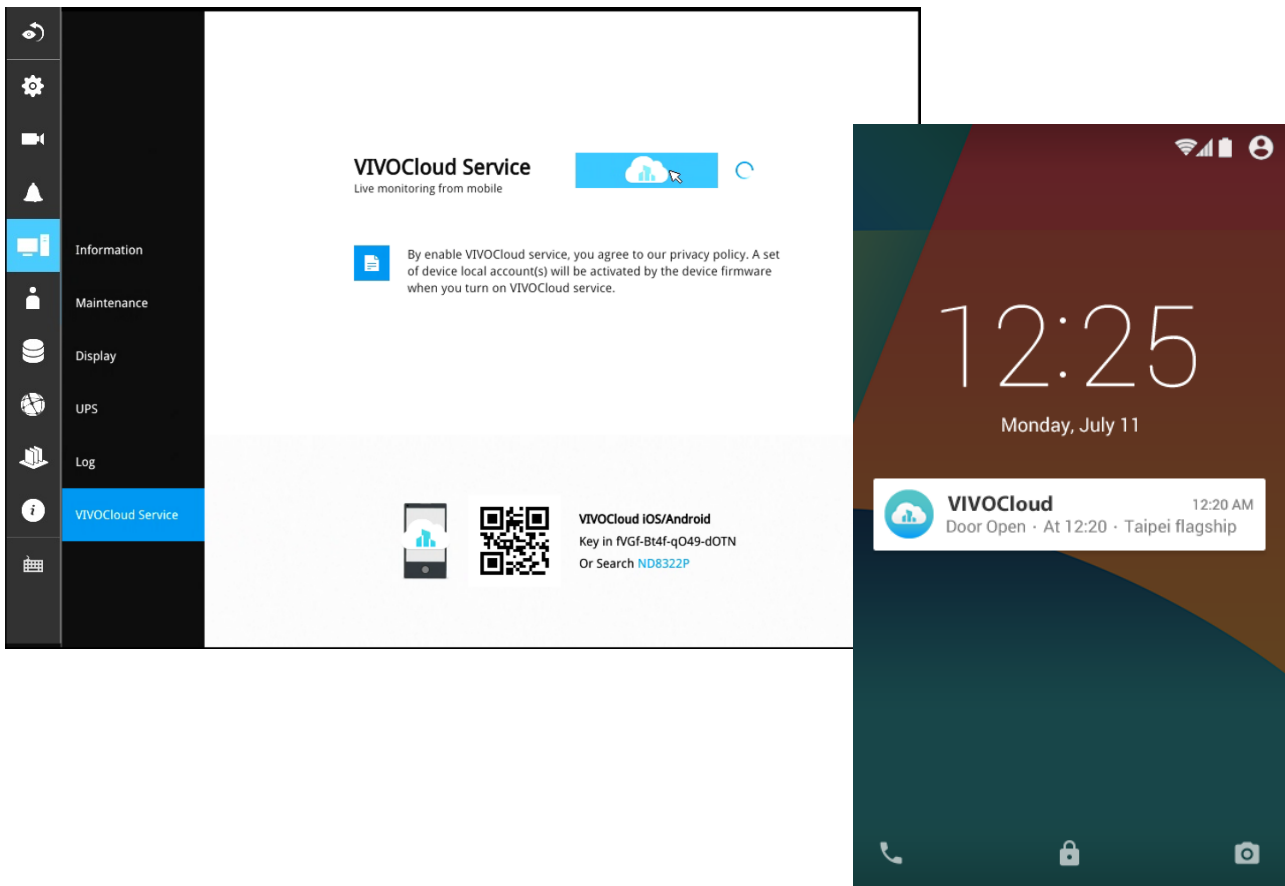 VIVOCloud Service
Live monitoring from mobile
By enable VIVOCloud service, you agree to our privacy policy. A set
of device local account(s) will be activated by the device firmware
when you turn on VIVOCloud service.
Information
Maintenance
Display
UPS
Log
VIVOCloud Service
VIVOCloud iOS/Android
Key in fVGf-Bt4f-qO49-dOTN
Or Search ND8322P
12:25
Monday, July 11
VIVOCloud 12:20 AM
Door Open · At 12:20 · Taipei flagship